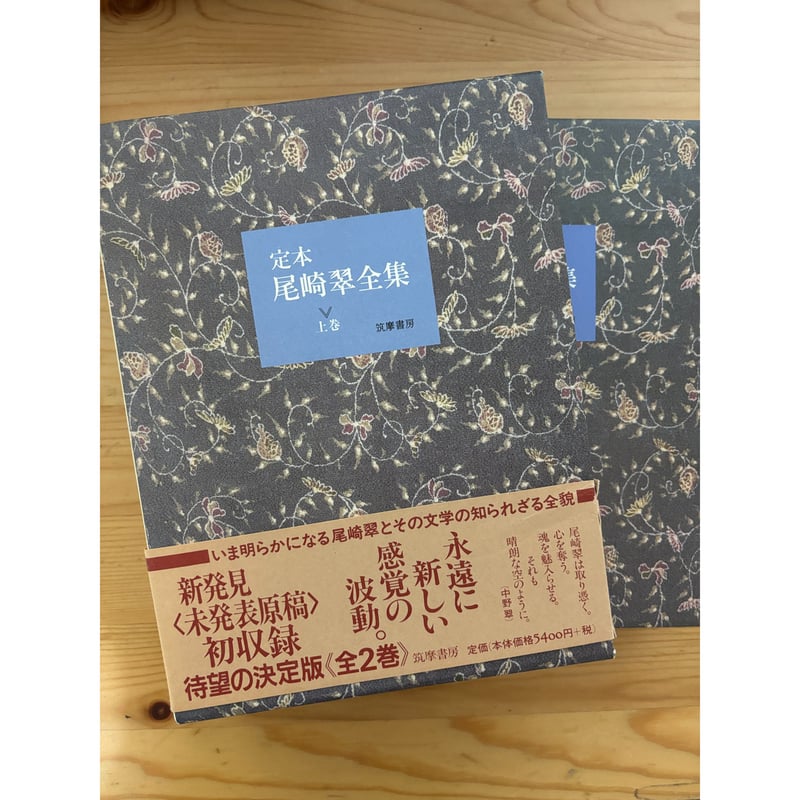 定本
尾崎翠全集
上巻 筑摩書房
集
いま明らかになる尾崎翠とその文学の知られざる全貌
尾崎翠は取り憑く。
心を奪う。
魂を魅入らせる。
それも
晴朗な空のように。
(中野翠)
永遠に
新しい
感覚の
波動。
新発見
〈未発表原稿〉
初収録
待望の決定版《全2巻》筑摩書房 定価(本体価格5400円+税)